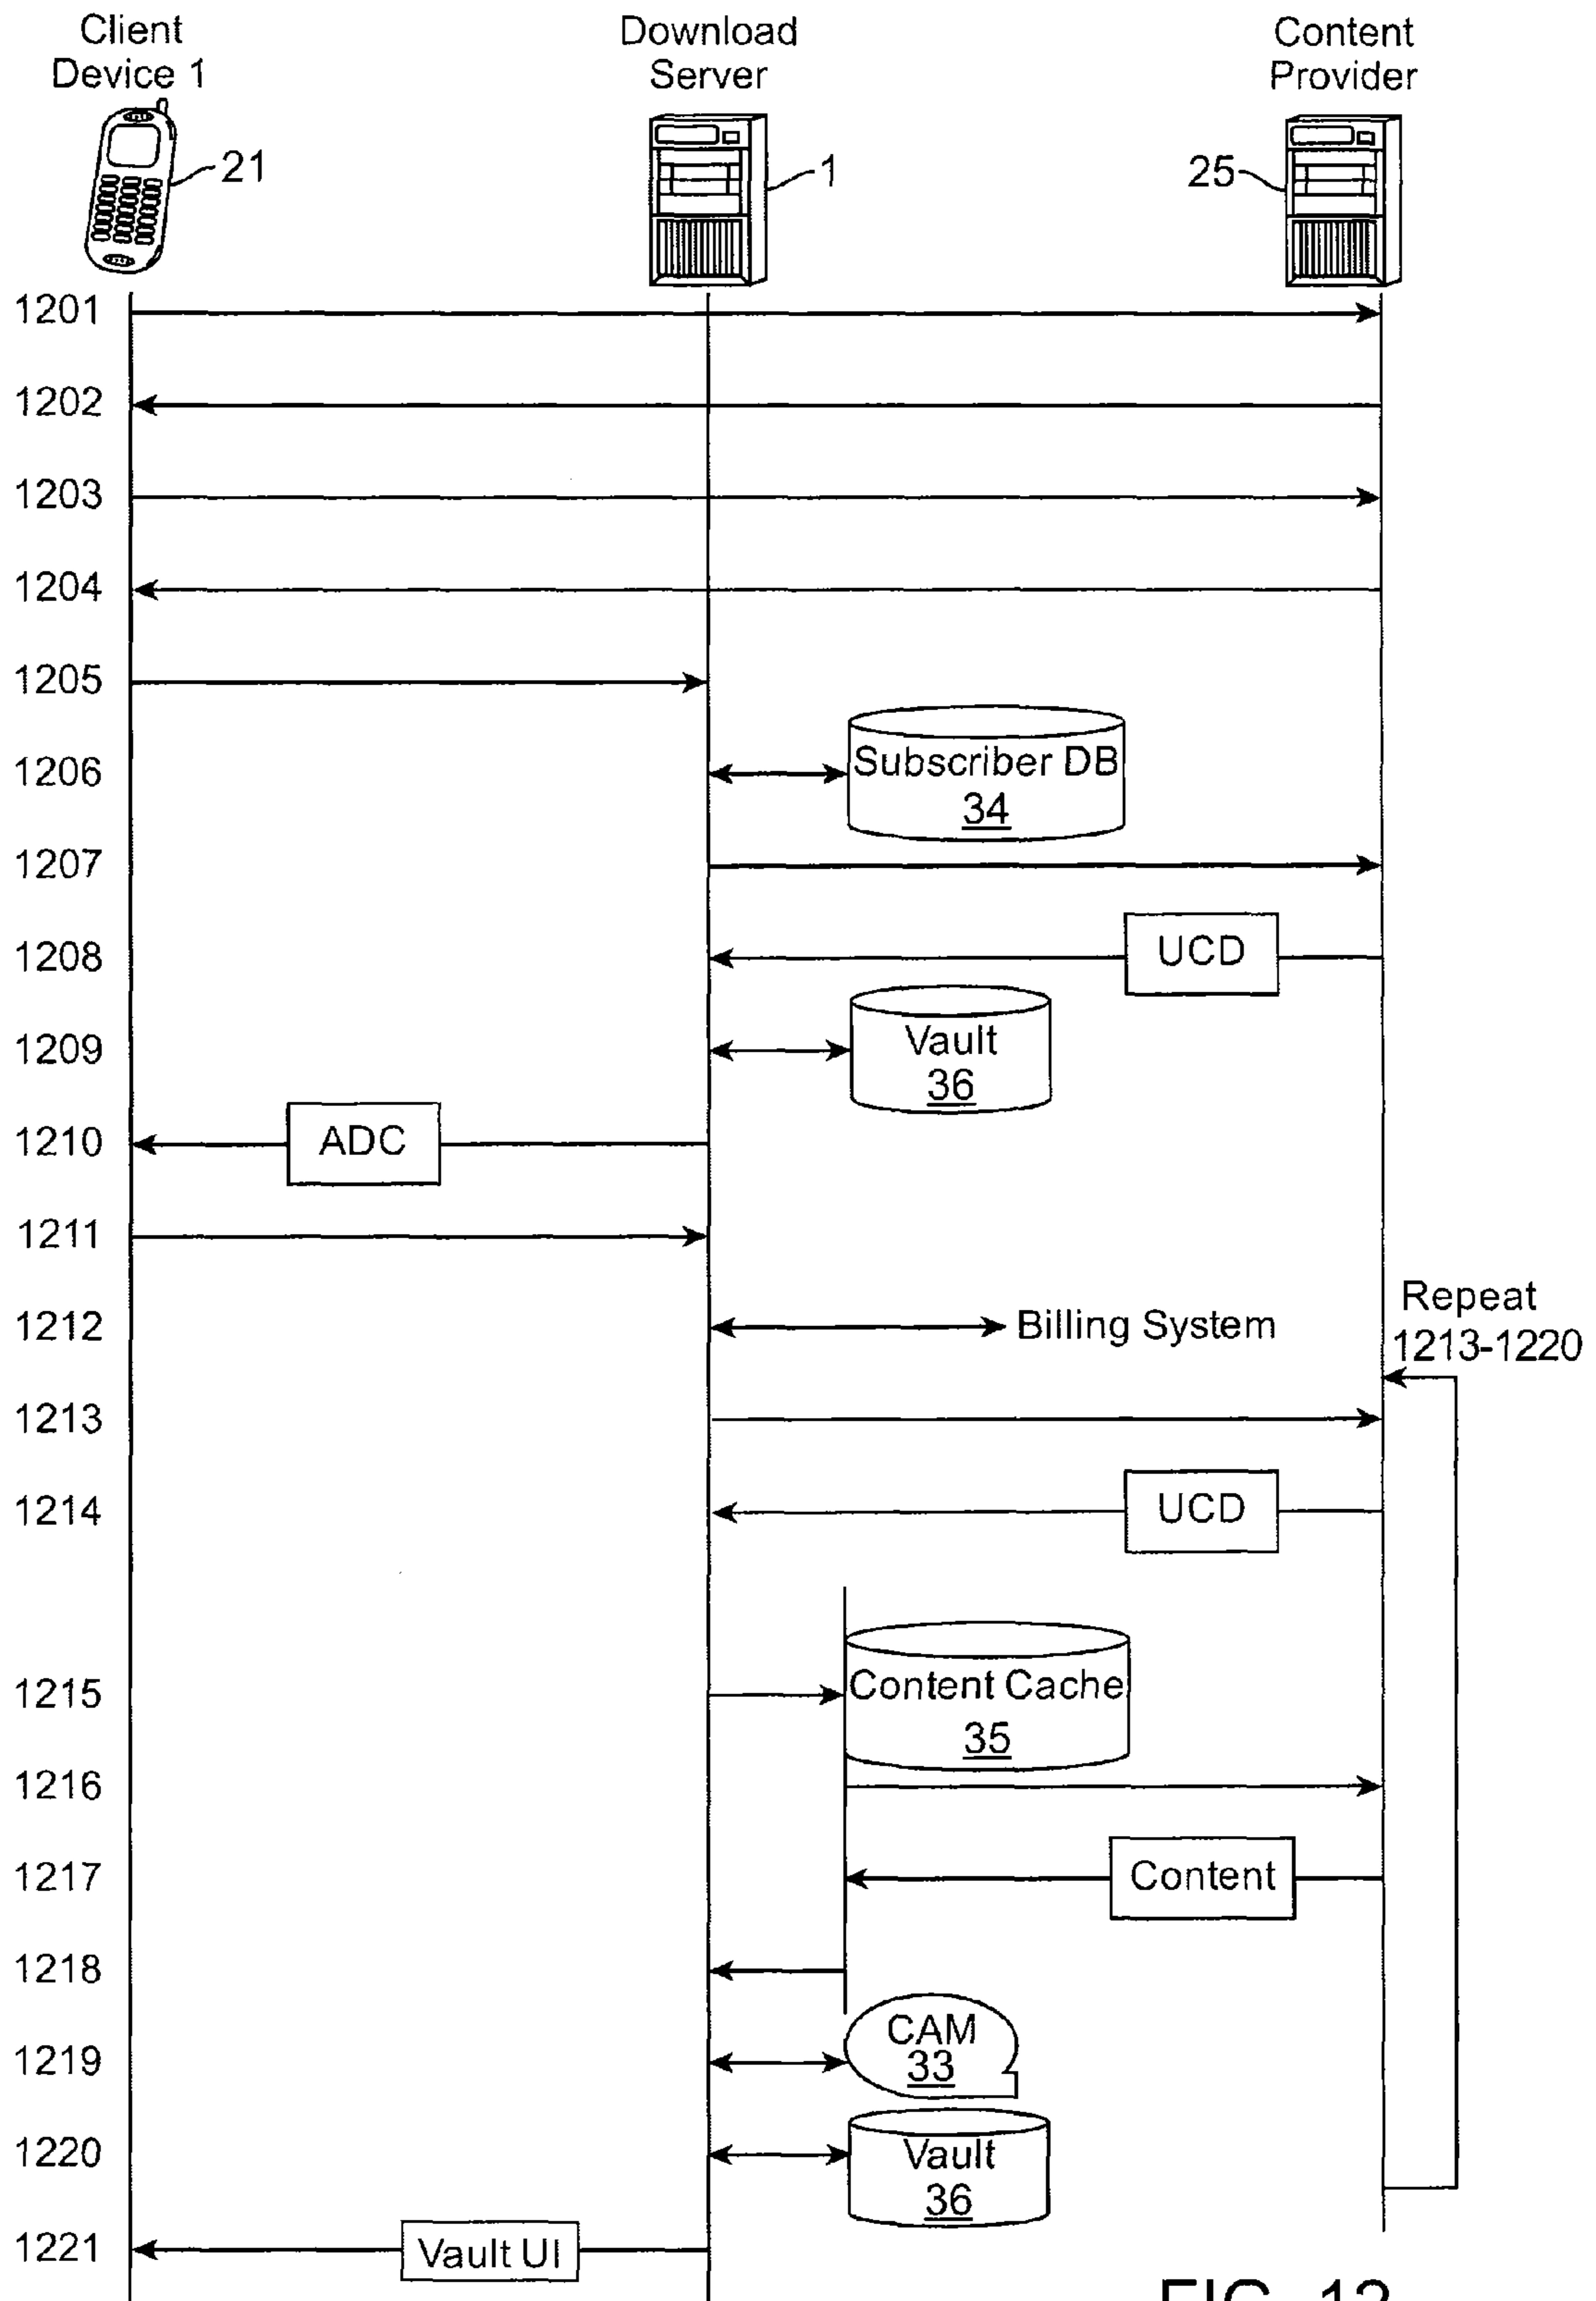 Client
Device 1
Download
Server
Content
Provider
21
1
25
1201
1202
1203
1204
1205
1206
Subscriber DB
34
1207
1208
UCD
1209
Vault
36
1210
ADC
1211
1212
Billing System
Repeat
1213-1220
1213
1214
UCD
1215
Content Cache
35
1216
1217
Content
1218
1219
CAM
33
1220
Vault
36
1221
Vault UI